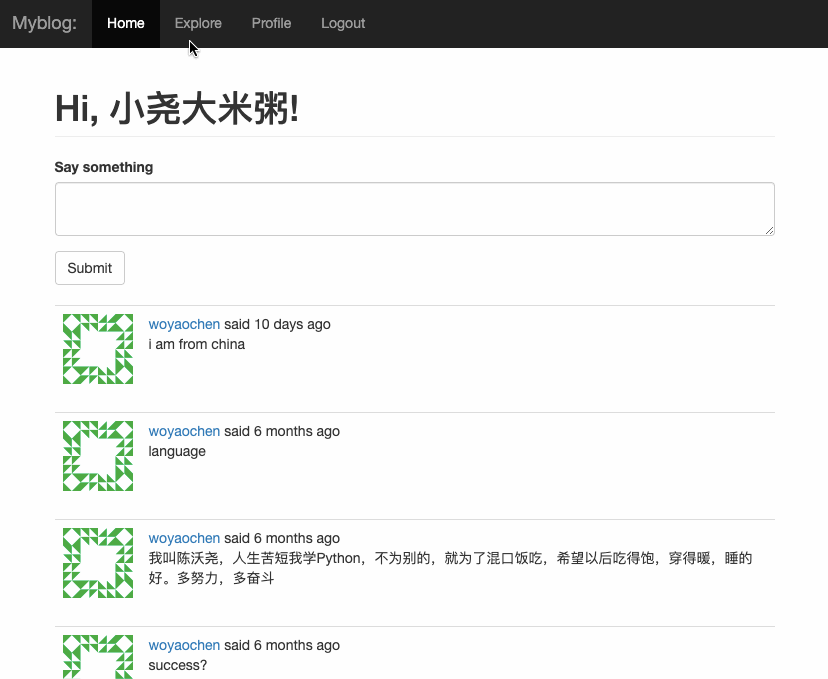 Myblog: Home Explore Profile Logout
Hi, 小尧大米粥!
Say something
Submit
woyaochen said 10 days ago
i am from china
woyaochen said 6 months ago
language
woyaochen said 6 months ago
我叫陈沃尧，人生苦短我学Python，不为别的，就为了混口饭吃，希望以后吃得饱，穿得暖，睡的
好。多努力，多奋斗
woyaochen said 6 months ago
success?